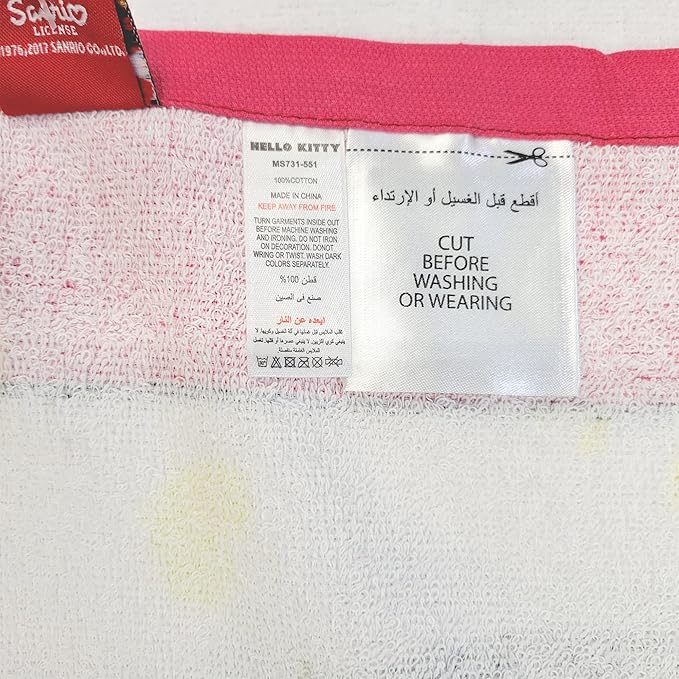 Sanrio
LICENSE
1976,2017 SANRIO CO.,LTD.
HELLO KITTY
MS731-551
100%COTTON
MADE IN CHINA
KEEP AWAY FROM FIRE
TURN GARMENTS INSIDE OUT
BEFORE MACHINE WASHING
AND IRONING. DO NOT IRON
ON DECORATION, DONOT
WRING OR TWIST. WASH DARK
COLORS SEPARATELY.
قطن 100%
صنع فى الصين
ابعده عن النار
أقطع قبل الغسيل أو الإرتداء
CUT
BEFORE
WASHING
OR WEARING